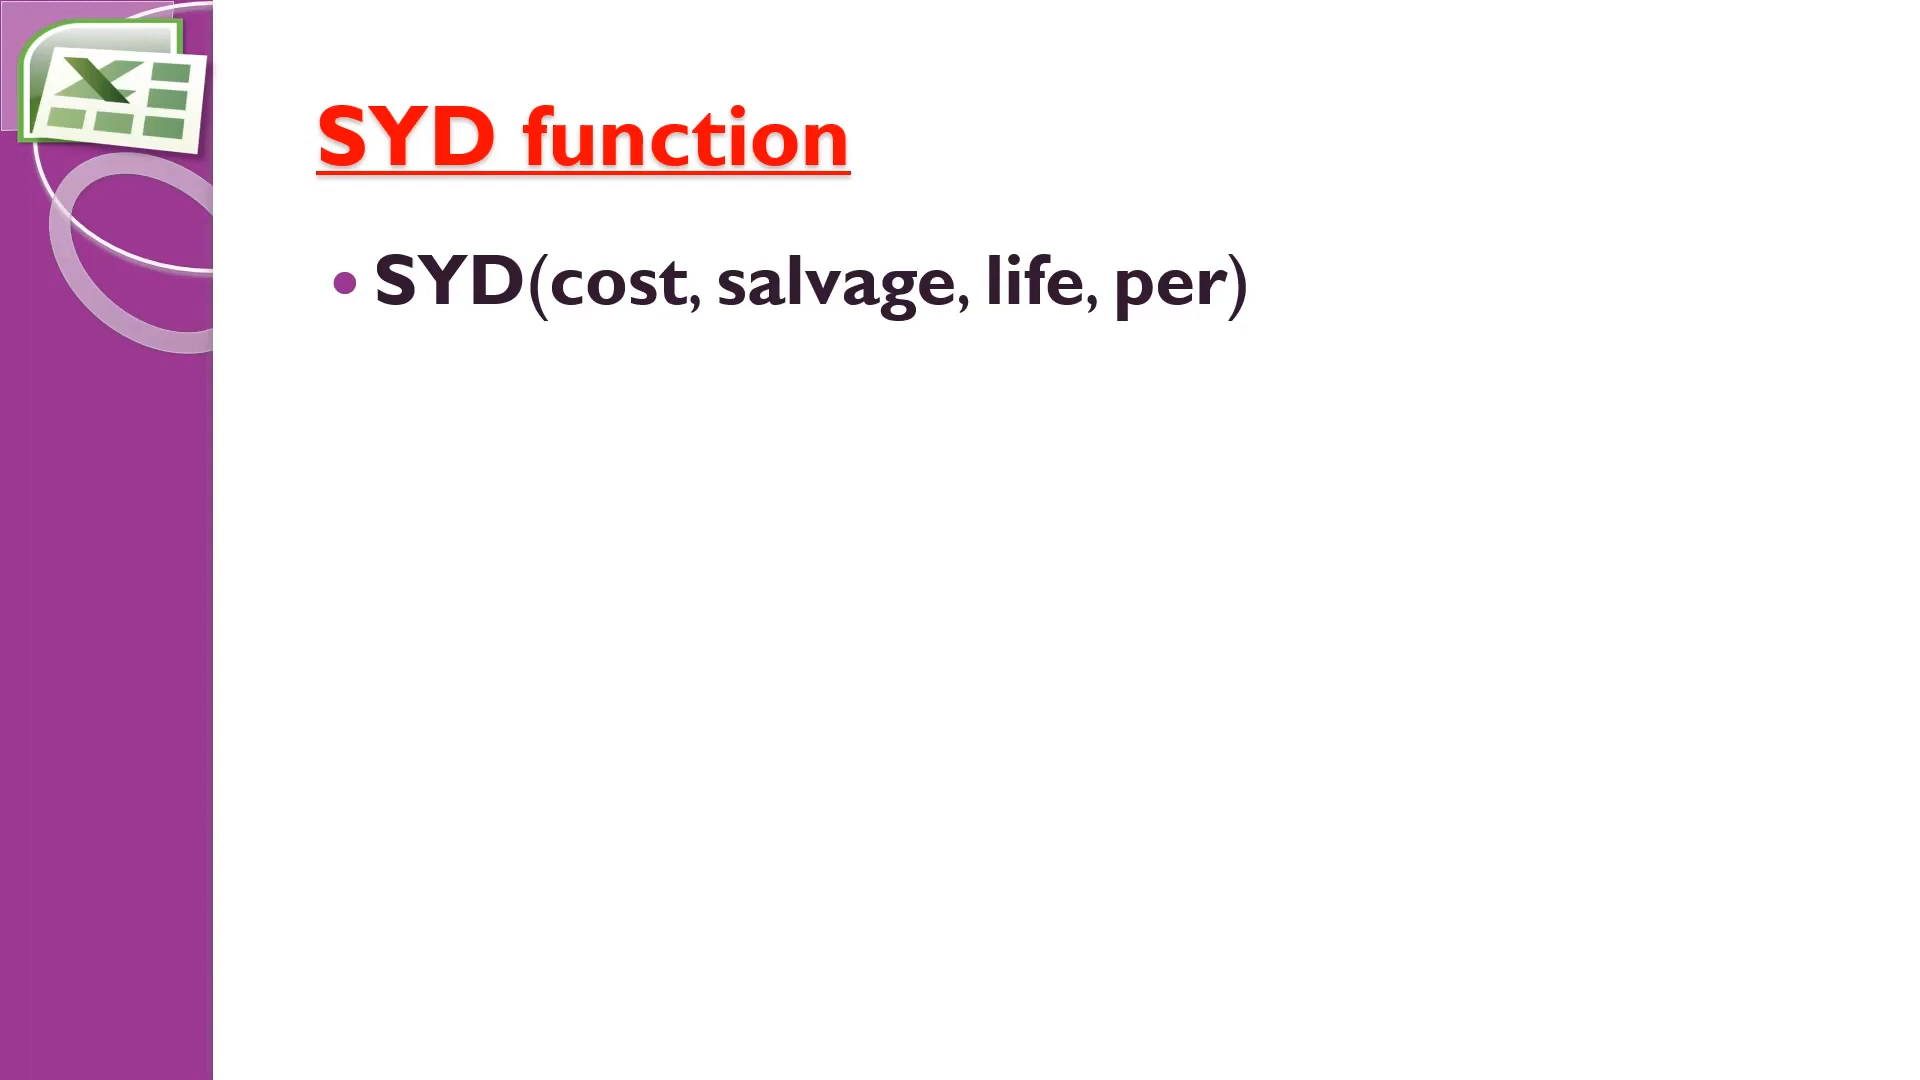 SYD function
• SYD(cost, salvage, life, per)